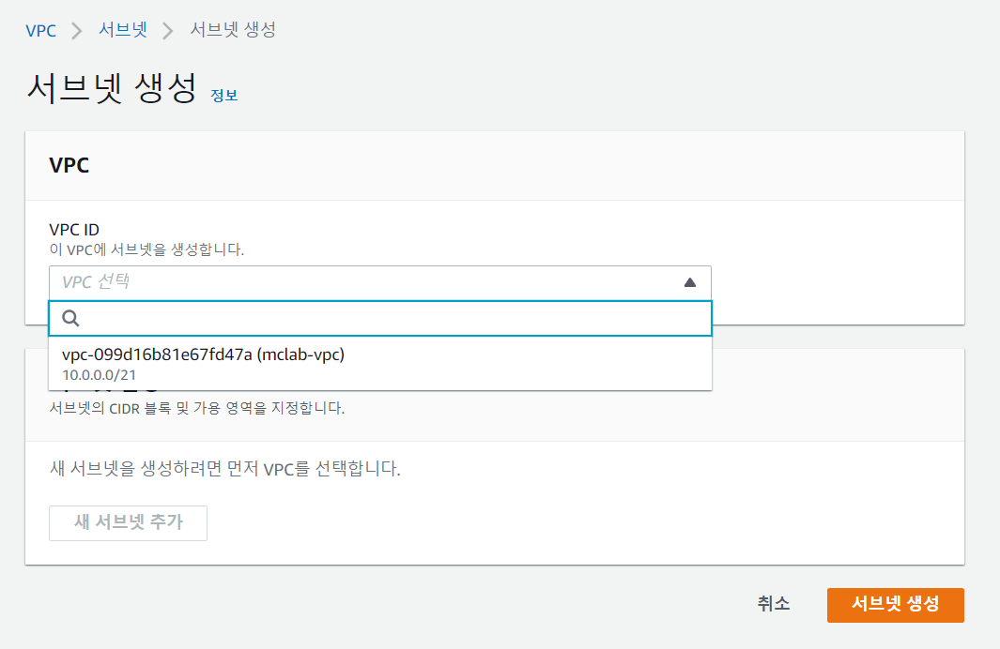 VPC > 서브넷 > 서브넷 생성
서브넷 생성 정보
VPC
VPC ID
이 VPC에 서브넷을 생성합니다.
VPC 선택
vpc-099d16b81e67fd47a (mclab-vpc)
10.0.0.0/21
서브넷의 CIDR 블록 및 가용 영역을 지정합니다.
새 서브넷을 생성하려면 먼저 VPC를 선택합니다.
새 서브넷 추가
취소 서브넷 생성